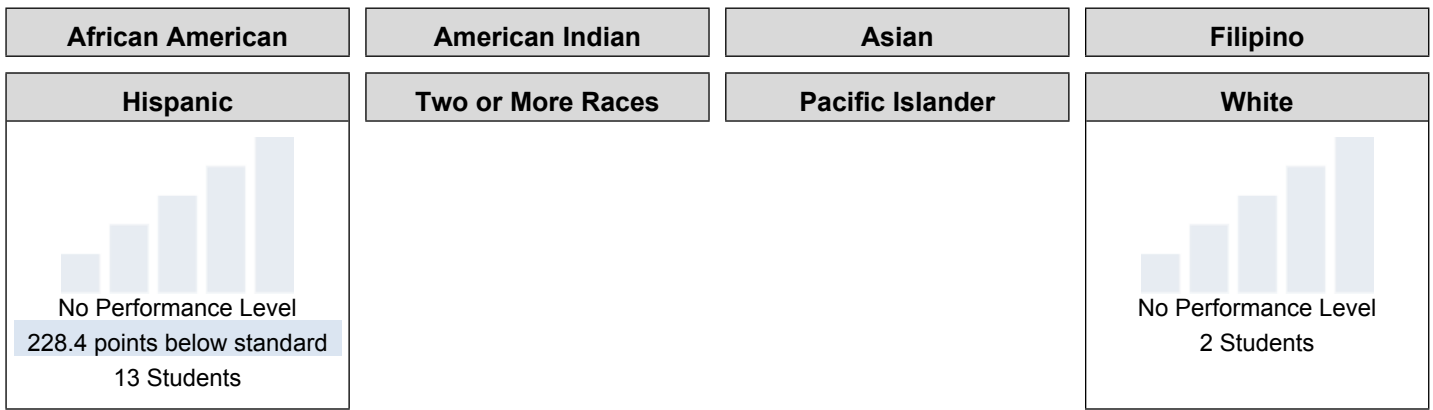 African American
American Indian
Asian
Filipino
Hispanic
Two or More Races
Pacific Islander
White
No Performance Level
228.4 points below standard
13 Students
No Performance Level
2 Students